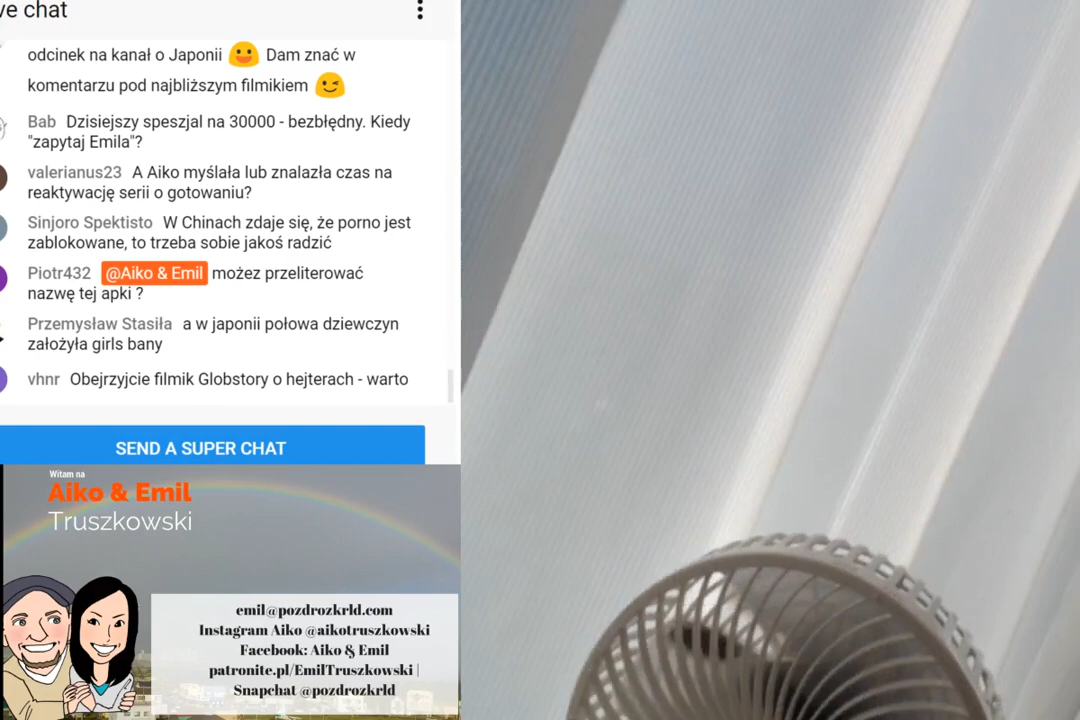 ve chat
odcinek na kanał o Japonii 😃 Dam znać w
komentarzu pod najbliższym filmikiem 😉
Bab Dzisiejszy speszjal na 30000 - bezbłędny. Kiedy
"zapytaj Emila"?
valerianus23 A Aiko myślała lub znalazła czas na
reaktywację serii o gotowaniu?
Sinjoro Spektisto W Chinach zdaje się, że porno jest
zablokowane, to trzeba sobie jakoś radzić
Piotr432 @Aiko & Emil możez przeliterować
nazwę tej apki ?
Przemysław Stasiła a w japonii połowa dziewczyn
założyła girls bany
vhnr Obejrzyjcie filmik Globstory o hejterach - warto
SEND A SUPER CHAT
Witam na
Aiko & Emil
Truszkowski
emil@pozdrozkrld.com
Instagram Aiko @aikotruszkowski
Facebook: Aiko & Emil
patronite.pl/EmilTruszkowski |
Snapchat @pozdrozkrld